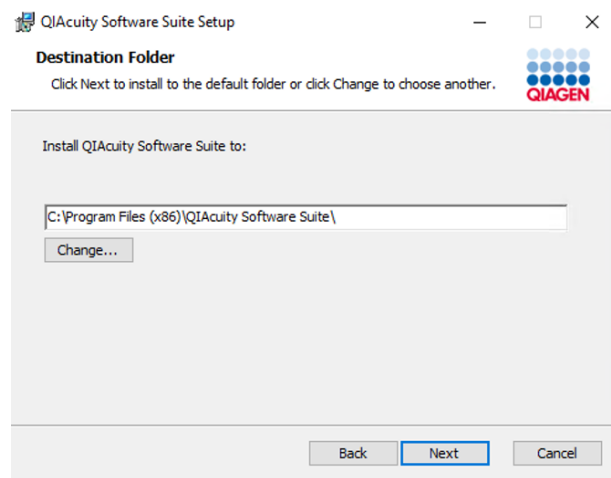 QIAcuity Software Suite Setup
Destination Folder
Click Next to install to the default folder or click Change to choose another.
QIAGEN
Install QIAcuity Software Suite to:
C:\Program Files (x86)\QIAcuity Software Suite\
Change...
Back Next Cancel